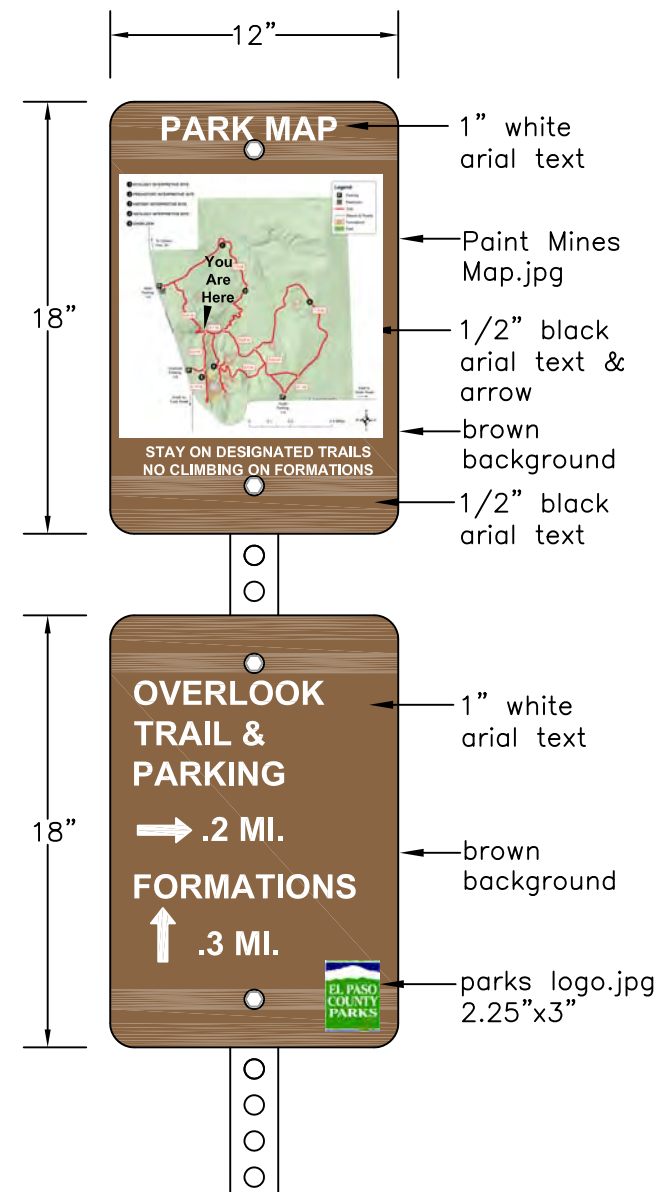 12”
PARK MAP
1” white
arial text
Legend
You
Are
Here
Paint Mines
Map.jpg
18”
1/2” black
arial text &
arrow
brown
background
STAY ON DESIGNATED TRAILS
NO CLIMBING ON FORMATIONS
1/2” black
arial text
OVERLOOK
TRAIL &
PARKING
.2 MI.
FORMATIONS
.3 MI.
1” white
arial text
18”
brown
background
EL PASO
COUNTY
PARKS
parks logo.jpg
2.25”x3”